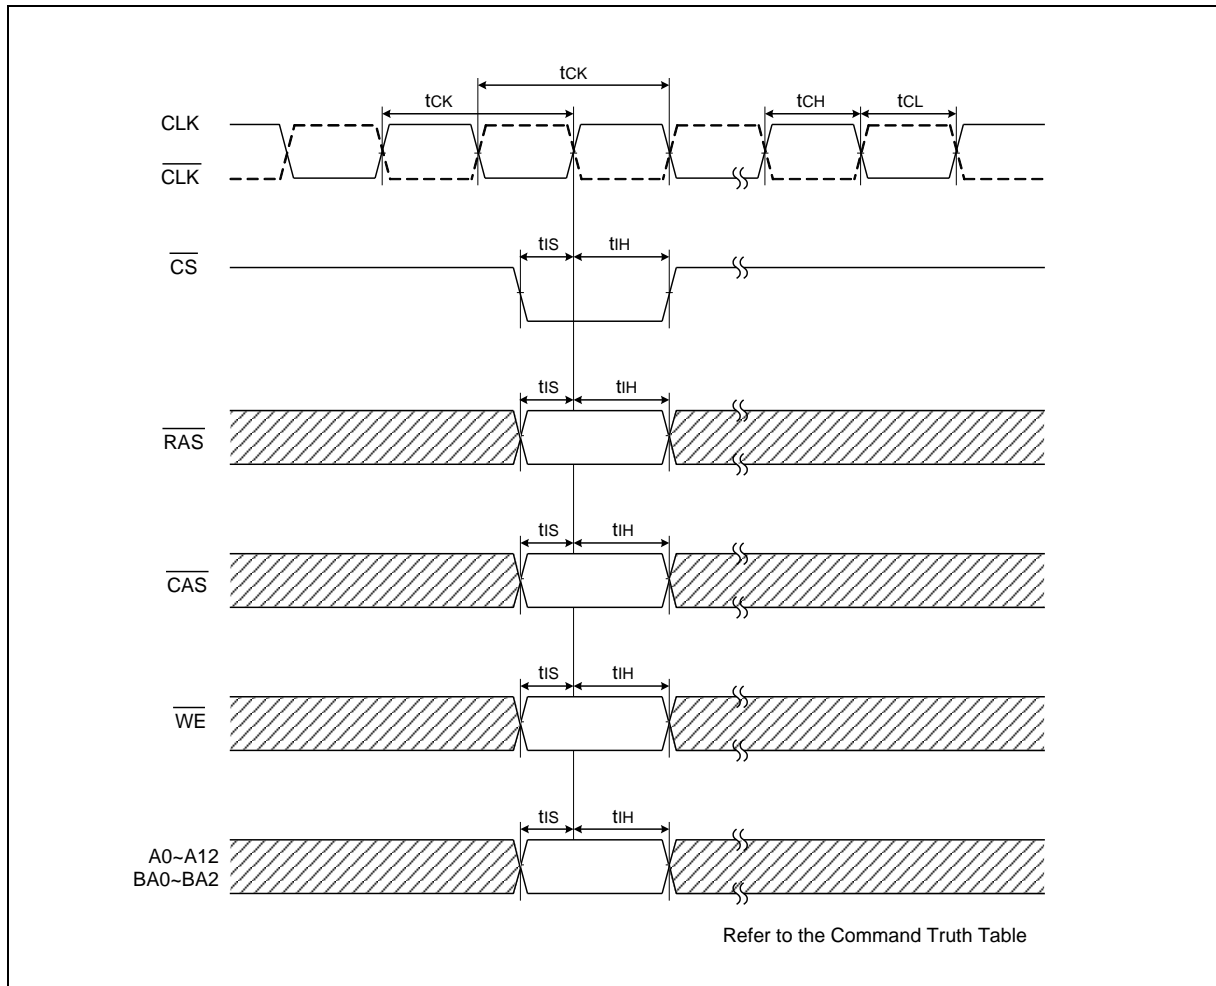 tCK
tCK
tCH
tCL
CLK
CLK
tIS
tIH
CS
tIS
tIH
RAS
tIS
tIH
CAS
tIS
tIH
WE
tIS
tIH
A0~A12
BA0~BA2
Refer to the Command Truth Table